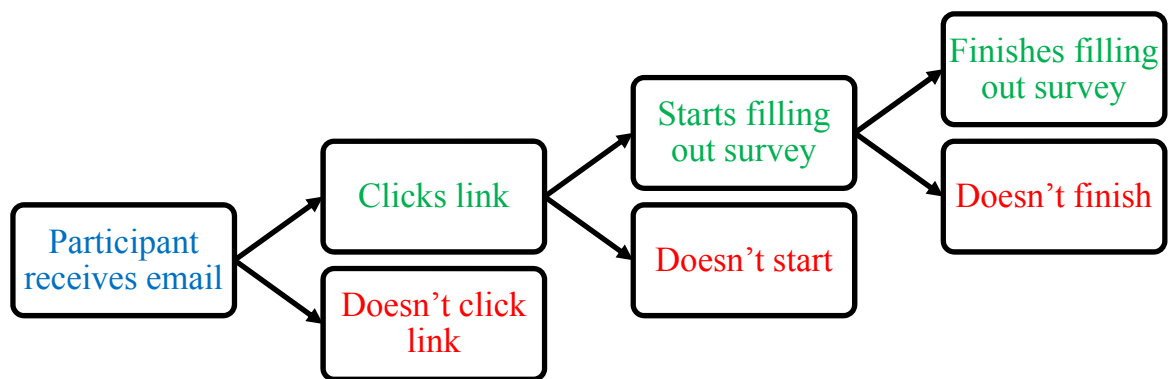 Participant
receives email
Clicks link
Doesn’t click
link
Starts filling
out survey
Doesn’t start
Finishes filling
out survey
Doesn’t finish